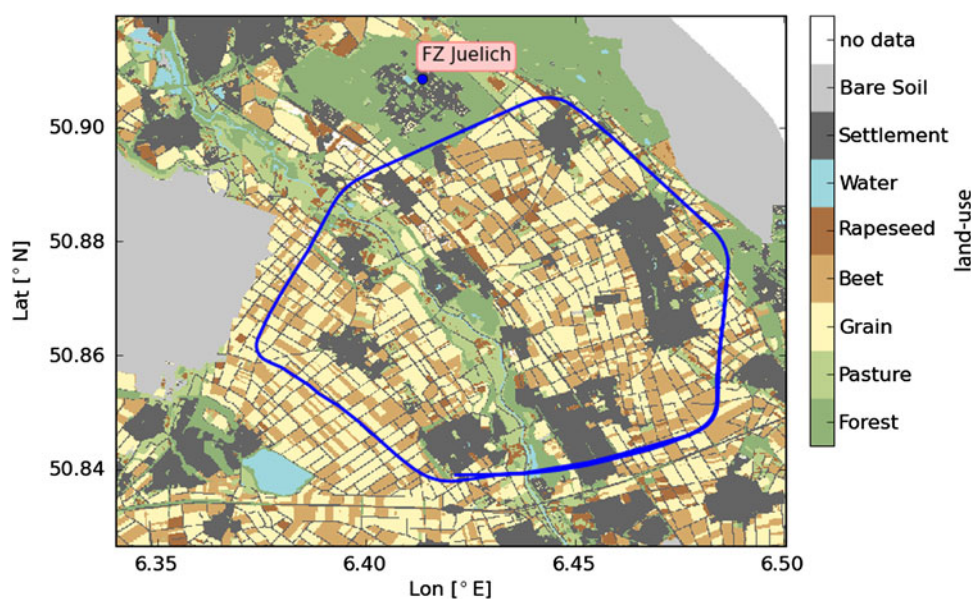 FZ Juelich
50.90
50.88
50.86
50.84
Lat [°N]
6.35
6.40
6.45
6.50
Lon [°E]
no data
Bare Soil
Settlement
Water
Rapeseed
Beet
Grain
Pasture
Forest
land-use